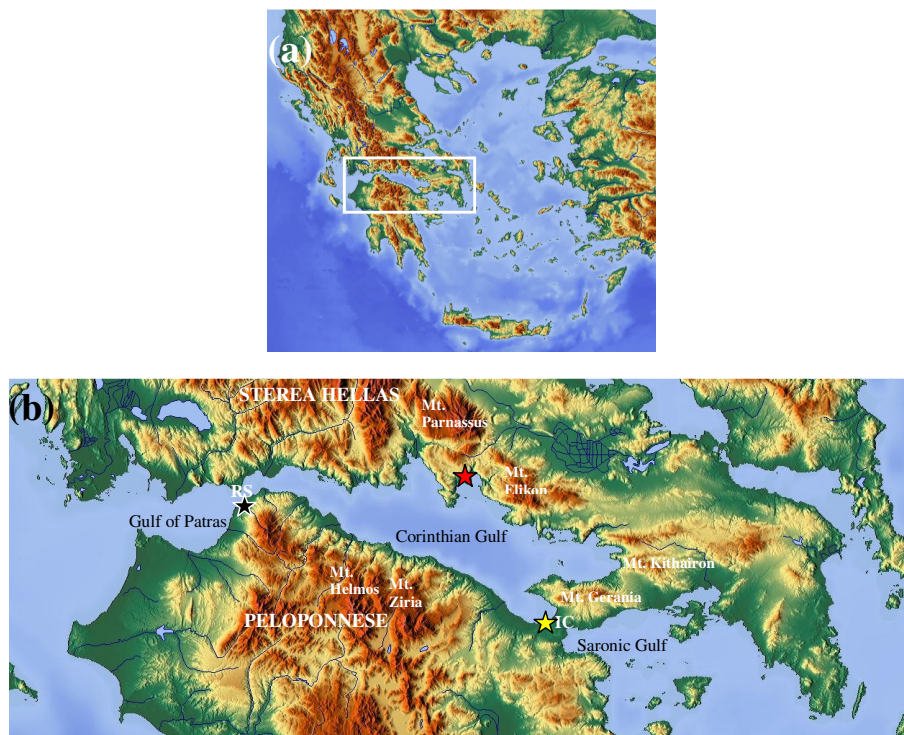 (a)
(b)
STEREA HELLAS
Mt.
Parnassus
Mt.
Elikon
RS
Gulf of Patras
Corinthian Gulf
Mt. Kithairon
Mt.
Helmos
Mt.
Ziria
Mt. Gerania
PELOPONNESE
IC
Saronic Gulf